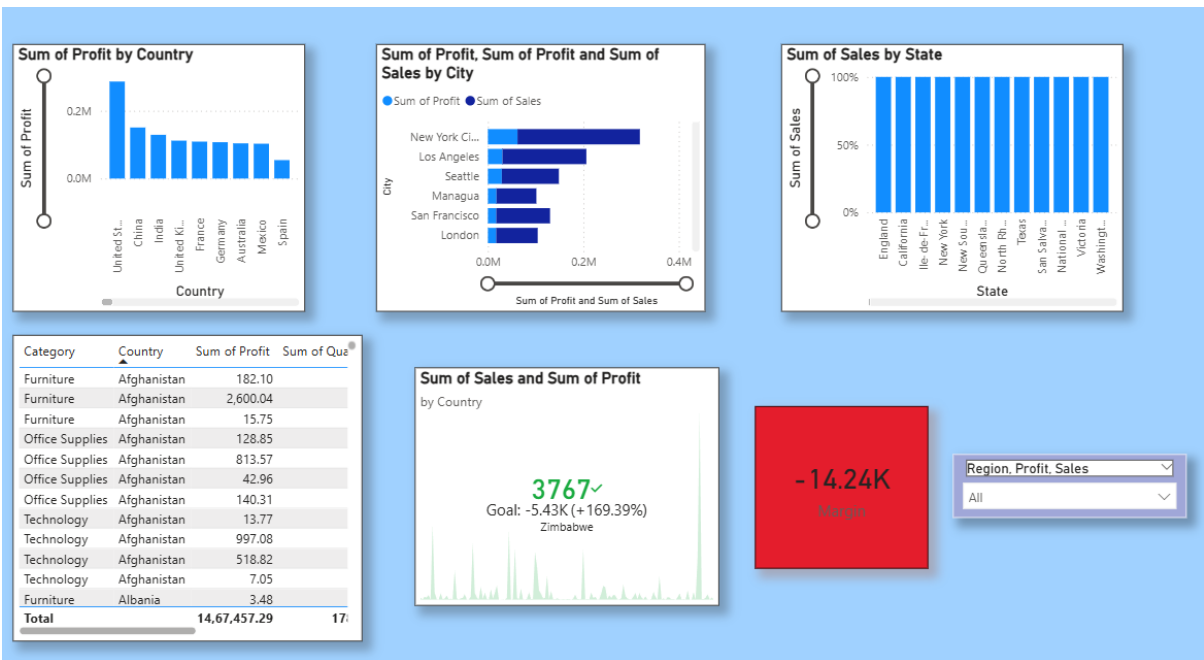 Sum of Profit by Country
Sum of Profit
0.2M
0.0M
United St...
China
India
United Ki...
France
Germany
Australia
Mexico
Spain
Country
Sum of Profit, Sum of Profit and Sum of
Sales by City
Sum of Profit Sum of Sales
City
New York Ci...
Los Angeles
Seattle
Managua
San Francisco
London
0.0M 0.2M 0.4M
Sum of Profit and Sum of Sales
Sum of Sales by State
Sum of Sales
100%
50%
0%
England
California
Ile-de-Fr...
New York
New Sou...
Queensla...
North Rh...
Texas
San Salva...
National ...
Victoria
Washingt...
State
Category Country Sum of Profit Sum of Qua
Furniture Afghanistan 182.10
Furniture Afghanistan 2,600.04
Furniture Afghanistan 15.75
Office Supplies Afghanistan 128.85
Office Supplies Afghanistan 813.57
Office Supplies Afghanistan 42.96
Office Supplies Afghanistan 140.31
Technology Afghanistan 13.77
Technology Afghanistan 997.08
Technology Afghanistan 518.82
Technology Afghanistan 7.05
Furniture Albania 3.48
Total 14,67,457.29 17
Sum of Sales and Sum of Profit
by Country
3767
Goal: -5.43K (+169.39%)
Zimbabwe
-14.24K
Margin
Region, Profit, Sales
All